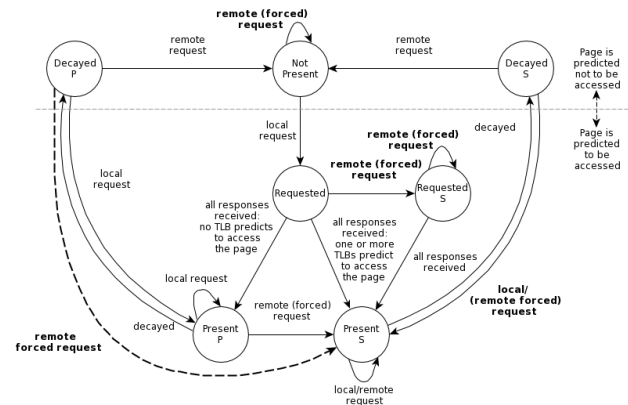 remote (forced)
request
remote
request
remote
request
Decayed
P
Not
Present
Decayed
S
Page is
predicted
not to be
accessed
Page is
predicted
to be
accessed
local
request
decayed
remote (forced)
request
remote (forced)
request
local
request
Requested
Requested
S
all responses
received:
no TLB predicts
to access
the page
all responses
received:
one or more
TLBs predict
to access
the page
all responses
received
local request
local/
(remote forced)
request
remote (forced)
request
decayed
Present
P
Present
S
remote
forced request
local/remote
request